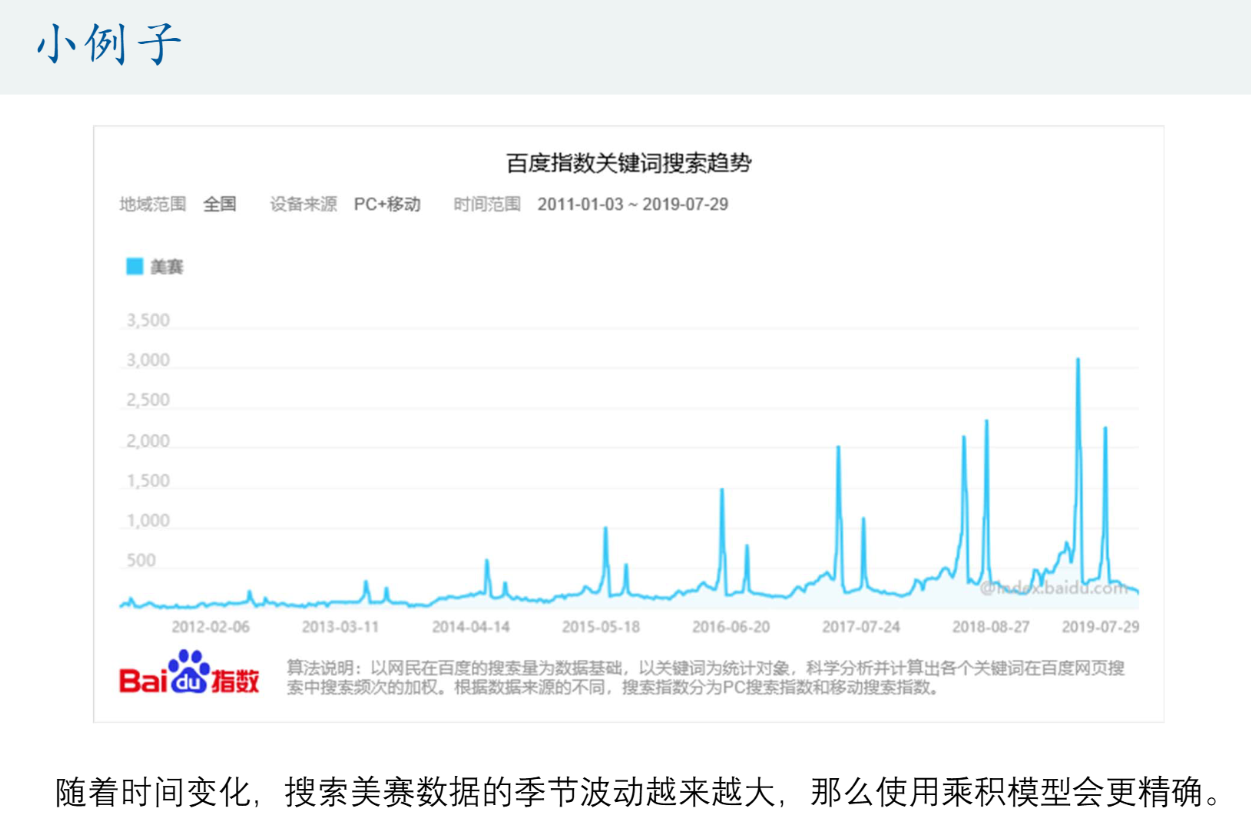 小例子
百度指数关键词搜索趋势
地域范围 全国 设备来源 PC+移动 时间范围 2011-01-03 ~ 2019-07-29
美赛
3,500
3,000
2,500
2,000
1,500
1,000
500
@index.baidu.com
2012-02-06 2013-03-11 2014-04-14 2015-05-18 2016-06-20 2017-07-24 2018-08-27 2019-07-29
Bai du 指数
算法说明：以网民在百度的搜索量为数据基础，以关键词为统计对象，科学分析并计算出各个关键词在百度网页搜
索中搜索频次的加权。根据数据来源的不同，搜索指数分为PC搜索指数和移动搜索指数。
随着时间变化，搜索美赛数据的季节波动越来越大，那么使用乘积模型会更精确。